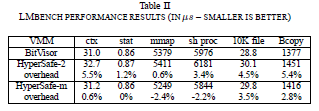 Table II
LMBENCH PERFORMANCE RESULTS (IN μs – SMALLER IS BETTER)
VMM ctx stat mmap sh proc 10K file Bcopy
BitVisor 31.0 0.86 5379 5976 28.8 1377
HyperSafe-2 32.7 0.87 5411 6181 30.1 1451
overhead 5.5% 1.2% 0.6% 3.4% 4.5% 5.4%
HyperSafe-m 31.2 0.86 5249 5844 29.8 1416
overhead 0.6% 0% -2.4% -2.2% 3.5% 2.8%